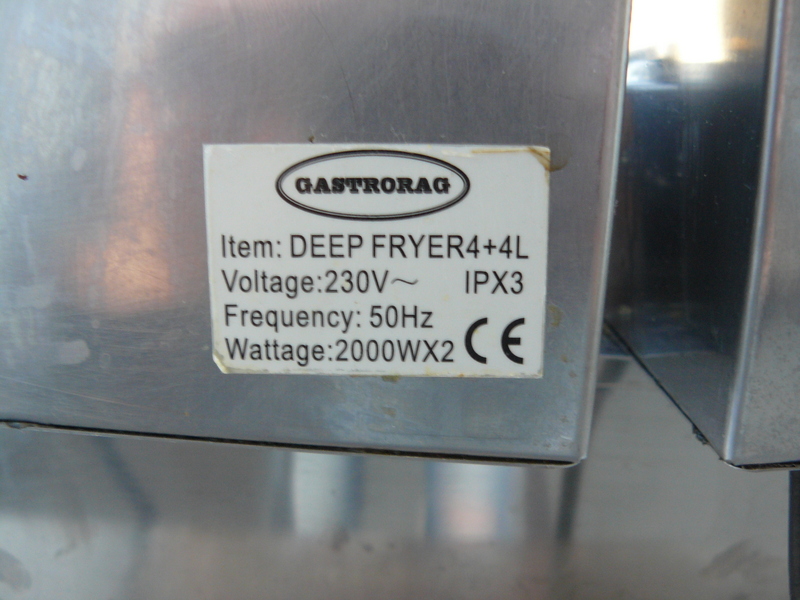 GASTRORAG
Item: DEEP FRYER4+4L
Voltage:230V～ IPX3
Frequency: 50Hz
Wattage:2000WX2 CE